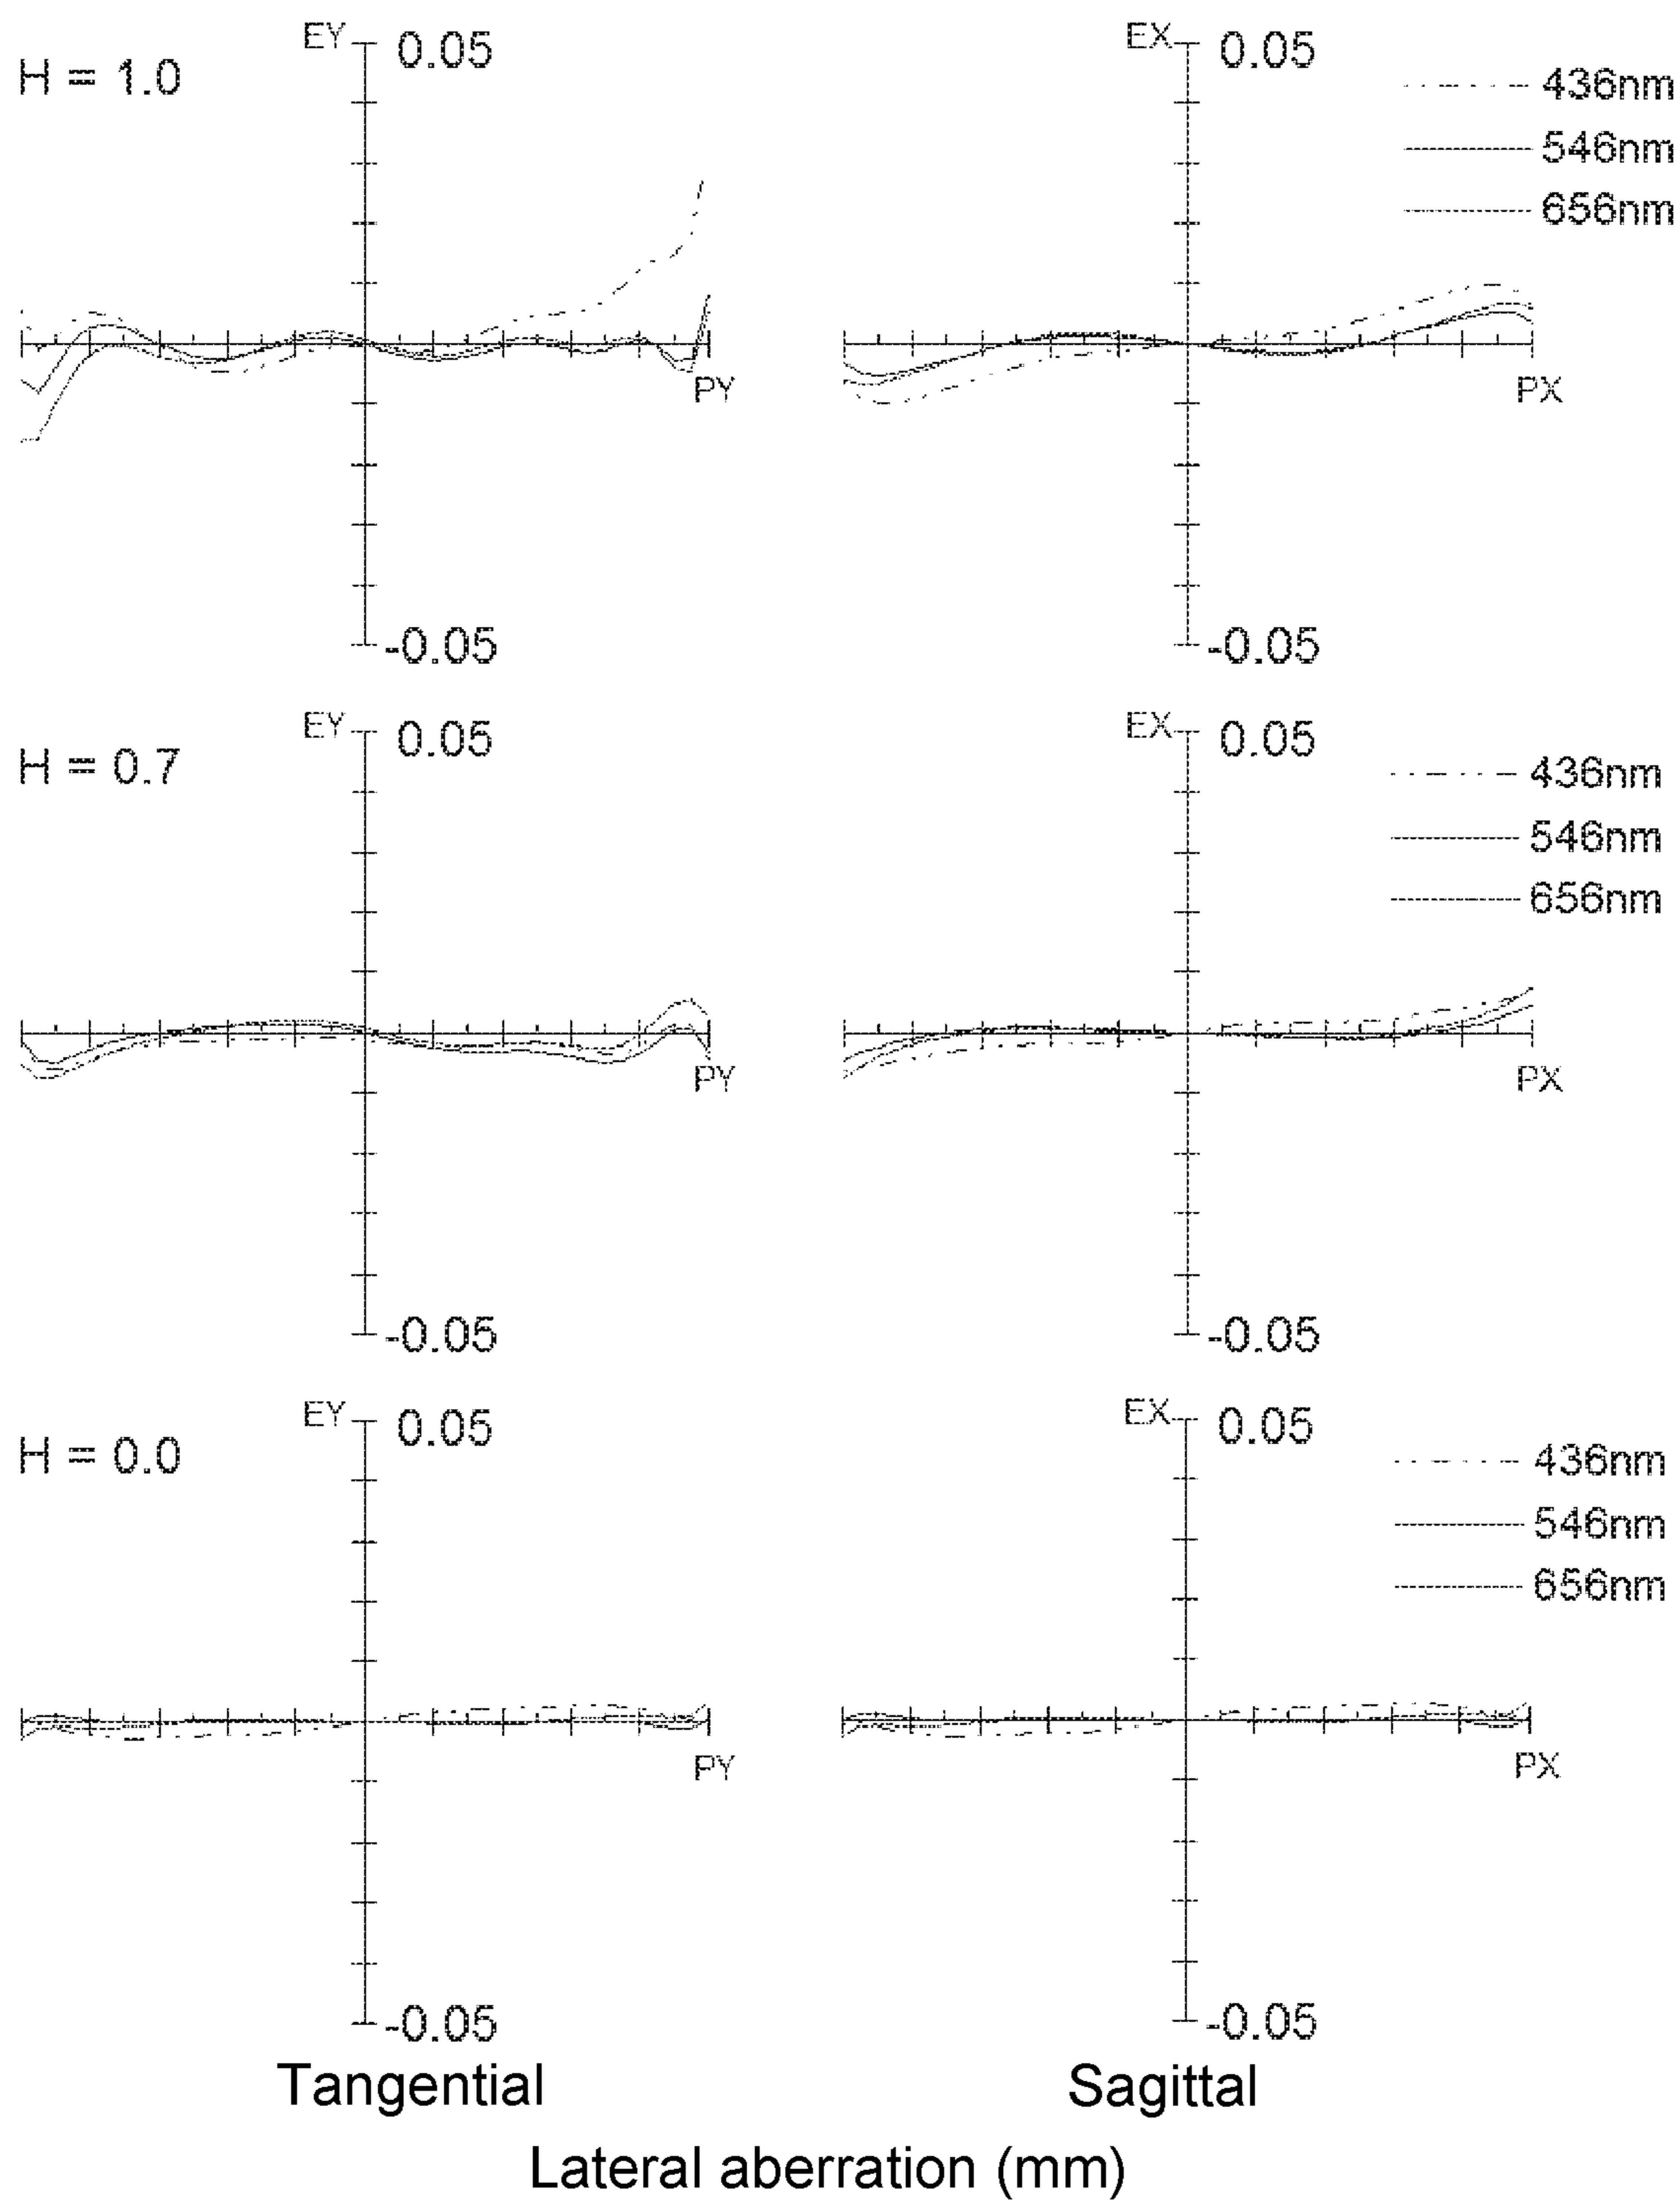 EY 0.05 EX 0.05
H = 1.0
436nm
546nm
656nm
PY PX
-0.05 -0.05
EY 0.05 EX 0.05
H = 0.7
436nm
546nm
656nm
PY PX
-0.05 -0.05
EY 0.05 EX 0.05
H = 0.0
436nm
546nm
656nm
PY PX
-0.05 -0.05
Tangential Sagittal
Lateral aberration (mm)